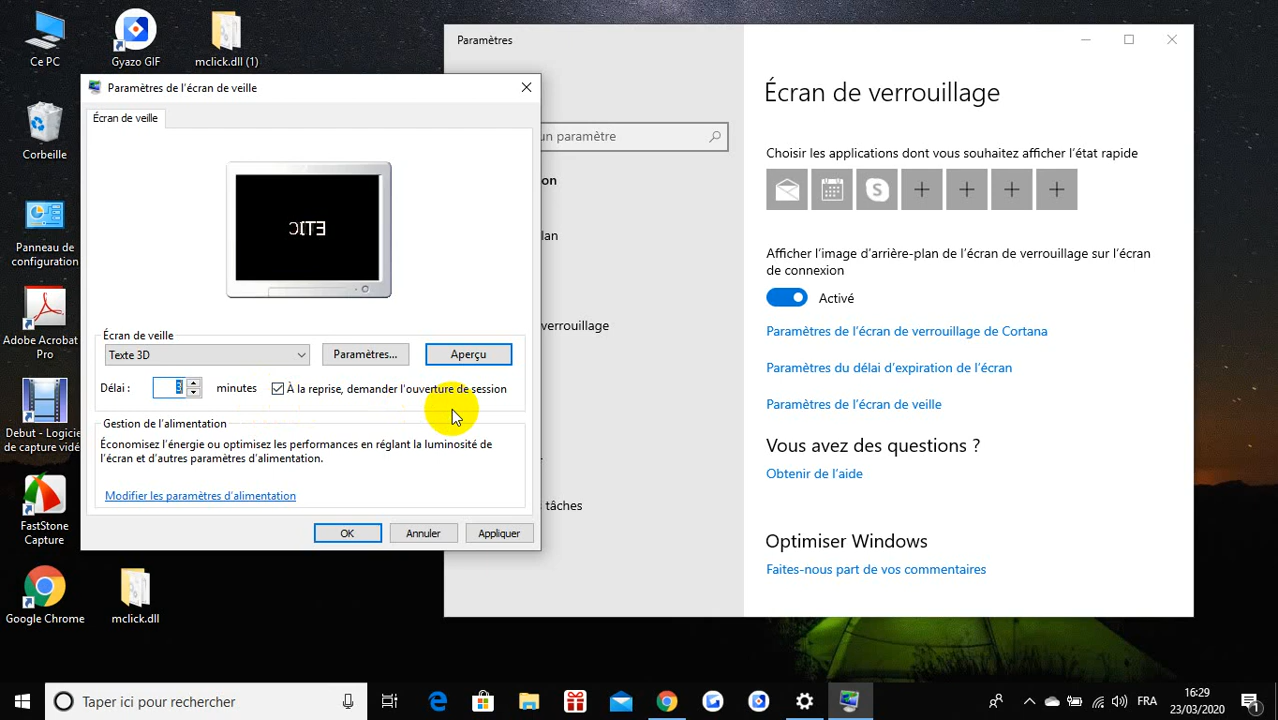 Ce PC
Gyazo GIF
mclick.dll (1)
Corbeille
Panneau de
configuration
Adobe Acrobat
Pro
Debut - Logicie
de capture vidé
FastStone
Capture
Google Chrome
mclick.dll
Paramètres de l'écran de veille
Écran de veille
ETIC
Écran de veille
Texte 3D
Paramètres...
Aperçu
Délai :
3
minutes
À la reprise, demander l'ouverture de session
Gestion de l'alimentation
Économisez l'énergie ou optimisez les performances en réglant la luminosité de
l'écran et d'autres paramètres d'alimentation.
Modifier les paramètres d'alimentation
OK
Annuler
Appliquer
Paramètres
un paramètre
on
lan
verrouillage
s tâches
Écran de verrouillage
Choisir les applications dont vous souhaitez afficher l'état rapide
Afficher l'image d'arrière-plan de l'écran de verrouillage sur l'écran
de connexion
Activé
Paramètres de l'écran de verrouillage de Cortana
Paramètres du délai d'expiration de l'écran
Paramètres de l'écran de veille
Vous avez des questions ?
Obtenir de l'aide
Optimiser Windows
Faites-nous part de vos commentaires
Taper ici pour rechercher
FRA
16:29
23/03/2020
1